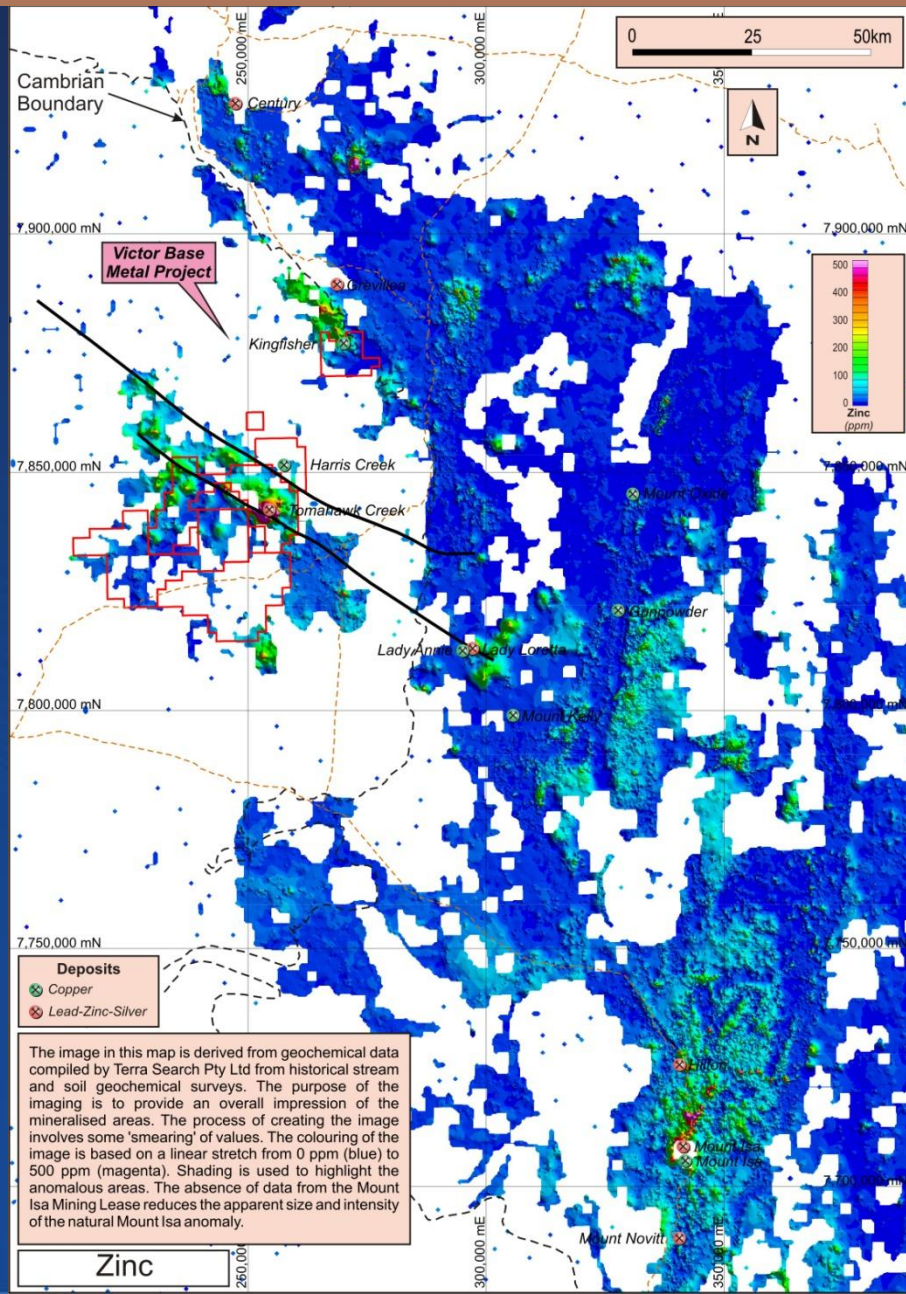 250,000 mE
300,000 mE
0 25 50km
Cambrian
Boundary
Century
N
7,900,000 mN
7,900,000 mN
Victor Base
Metal Project
Grevillea
Kingfisher
500
400
300
200
100
0
Zinc
(ppm)
7,850,000 mN
Harris Creek
Tomahawk Creek
Gunpowder
Lady Annie
Lady Loretta
7,800,000 mN
Mount Kelly
7,750,000 mN
7,750,000 mN
Deposits
Copper
Lead-Zinc-Silver
Hilton
Mount Isa
Mount Isa
7,700,000 mN
Mount Novitt
The image in this map is derived from geochemical data
compiled by Terra Search Pty Ltd from historical stream
and soil geochemical surveys. The purpose of the
imaging is to provide an overall impression of the
mineralised areas. The process of creating the image
involves some 'smearing' of values. The colouring of the
image is based on a linear stretch from 0 ppm (blue) to
500 ppm (magenta). Shading is used to highlight the
anomalous areas. The absence of data from the Mount
Isa Mining Lease reduces the apparent size and intensity
of the natural Mount Isa anomaly.
Zinc
300,000 mE
350,000 mE